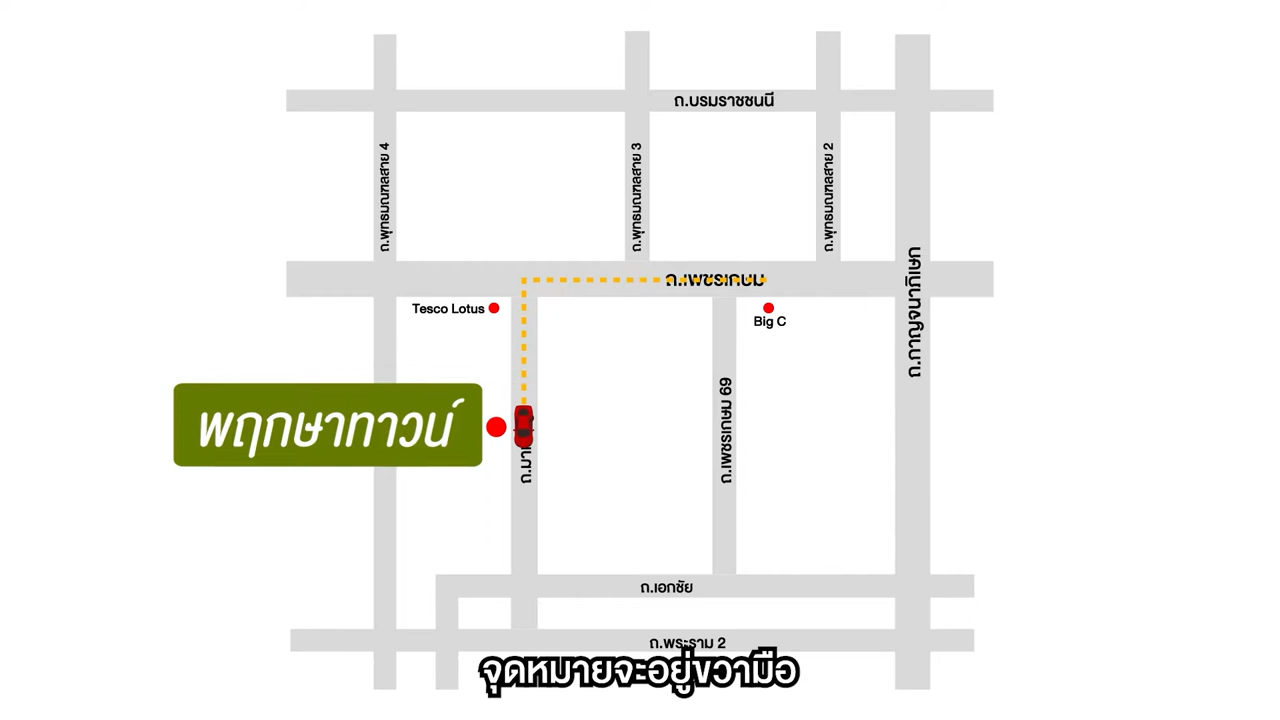 ถ.บรมราชชนนี
ถ.พุทธมณฑลสาย 4
ถ.พุทธมณฑลสาย 3
ถ.พุทธมณฑลสาย 2
ถ.เพชรเกษม
ถ.กาญจนาภิเษก
Tesco Lotus
Big C
พฤกษาทาวน์
ถ.เพชรเกษม 69
ถ.เอกชัย
ถ.พระราม 2
จุดหมายจะอยู่ขวามือ